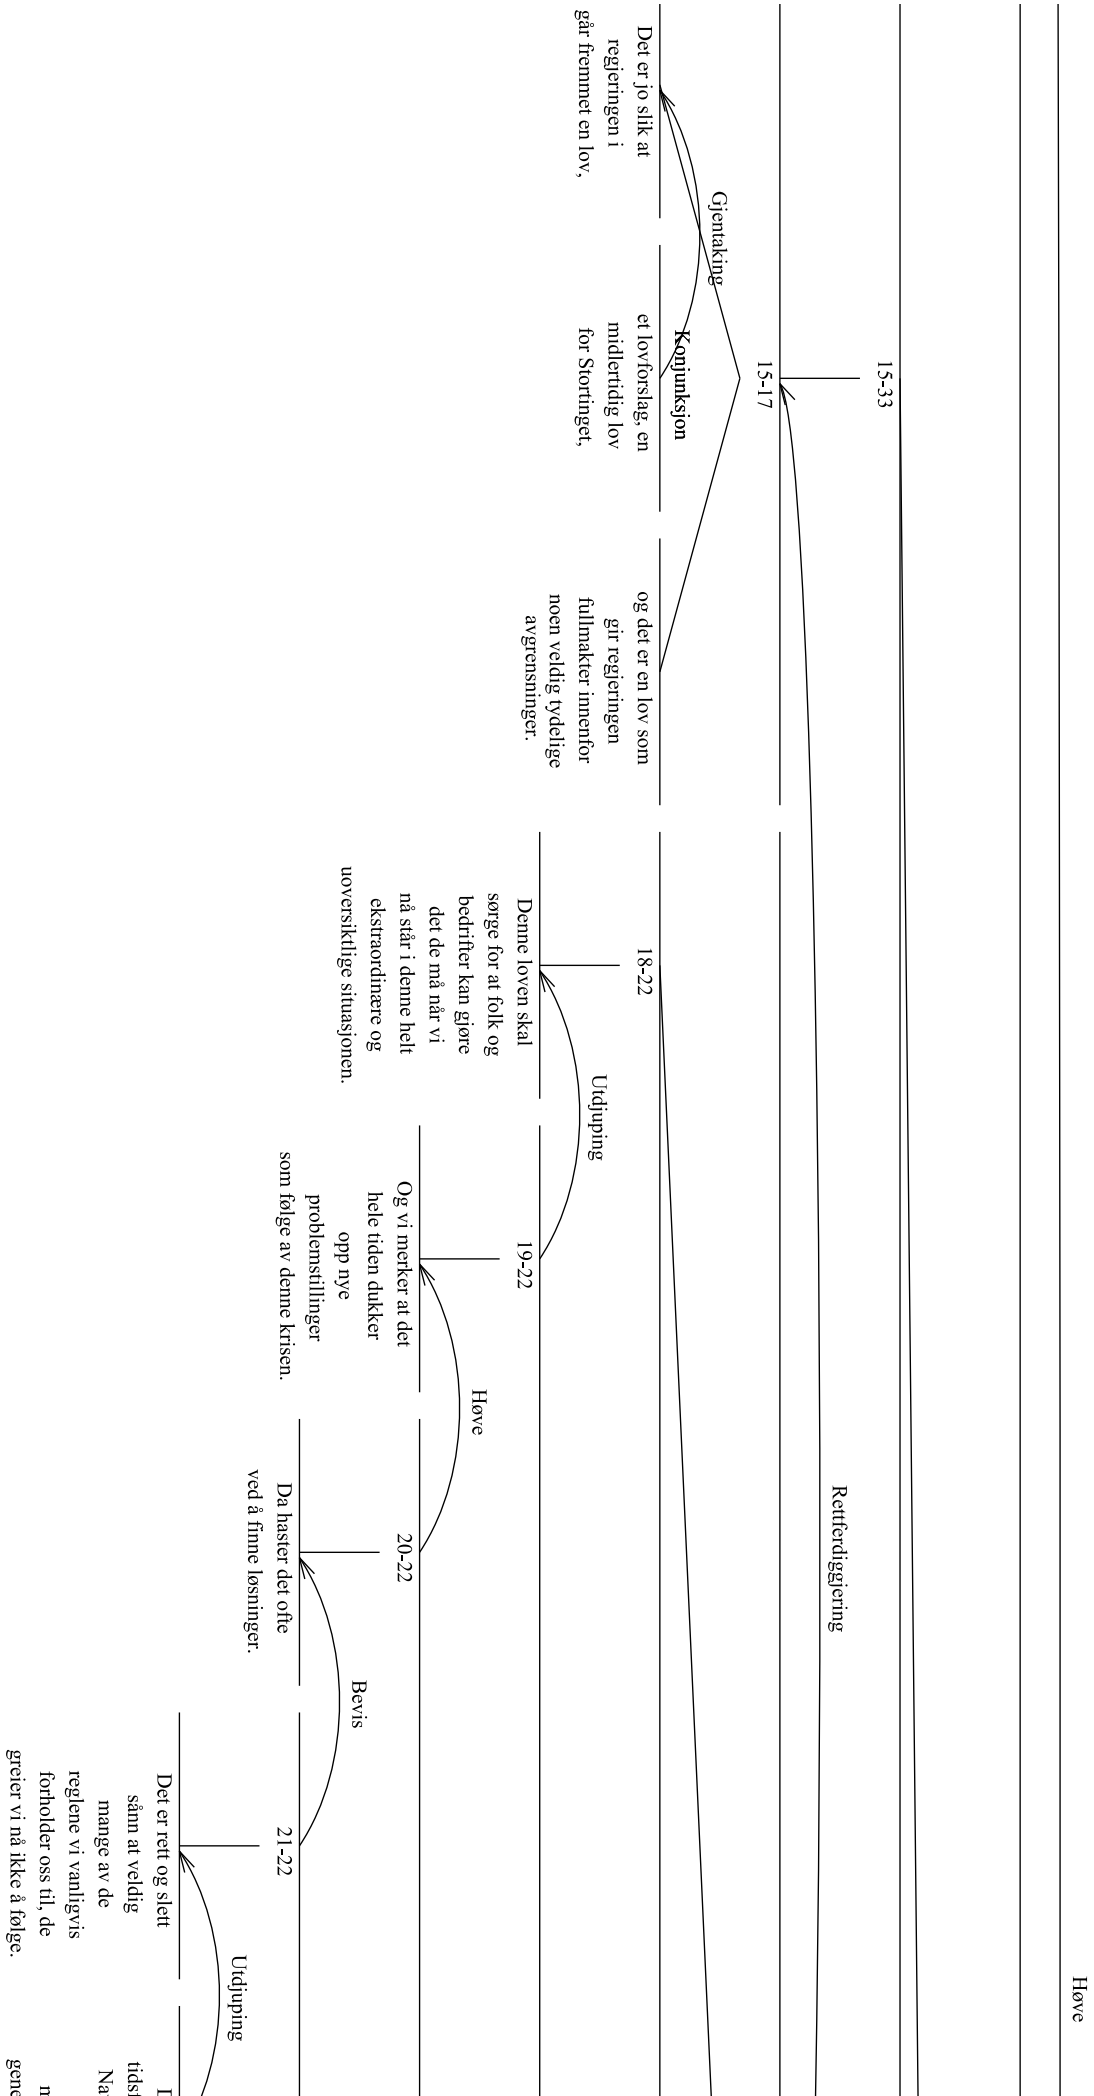 Høve
15-33
Rettferdiggjering
15-17
Gjentaking
Konjunksjon
Det er jo slik at
regjeringen i
går fremmet en lov,
et lovforslag, en
midlertidig lov
for Stortinget,
og det er en lov som
gir regjeringen
fullmakter innenfor
noen veldig tydelige
avgrensninger.
18-22
Utdjuping
Denne loven skal
sørge for at folk og
bedrifter kan gjøre
det de må når vi
nå står i denne helt
ekstraordinære og
uoversiktlige situasjonen.
19-22
Høve
Og vi merker at det
hele tiden dukker
opp nye
problemstillinger
som følge av denne krisen.
20-22
Bevis
Da haster det ofte
ved å finne løsninger.
21-22
Utdjuping
Det er rett og slett
sånn at veldig
mange av de
reglene vi vanligvis
forholder oss til, de
greier vi nå ikke å følge.